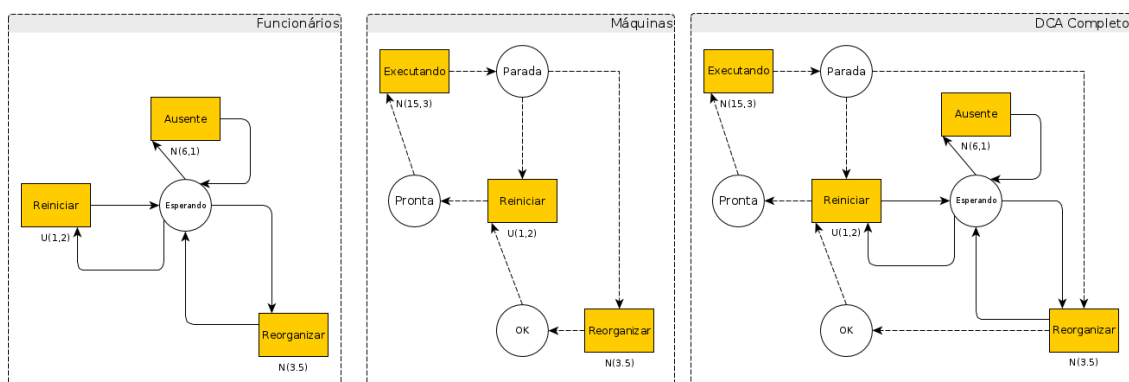 Funcionários
Ausente
N(6,1)
Reiniciar
Esperando
U(1,2)
Reorganizar
N(3.5)
Máquinas
Executando
Parada
N(15,3)
Pronta
Reiniciar
U(1,2)
OK
Reorganizar
N(3.5)
DCA Completo
Executando
Parada
N(15,3)
Ausente
N(6,1)
Pronta
Reiniciar
Esperando
U(1,2)
OK
Reorganizar
N(3.5)